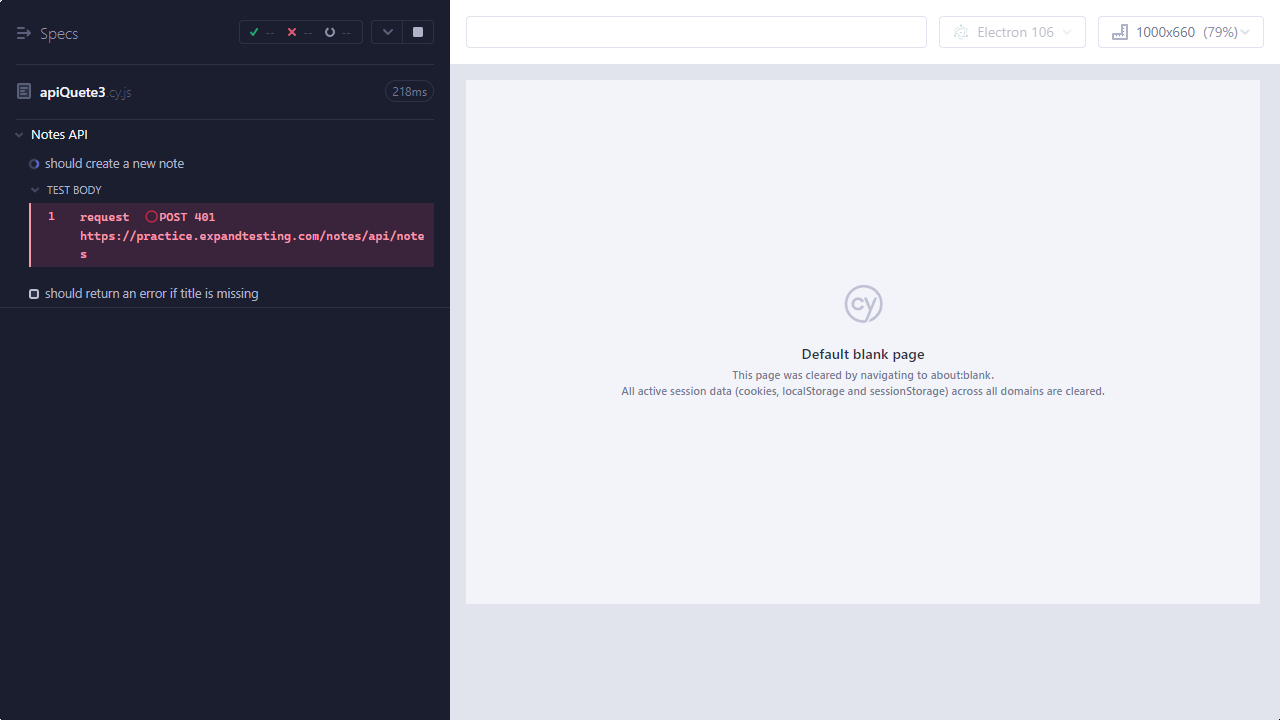 Specs
--
--
--
Electron 106
1000x660 (79%)
apiQuete3.cy.js
218ms
Notes API
should create a new note
TEST BODY
1 request POST 401
https://practice.expandtesting.com/notes/api/note
s
should return an error if title is missing
cy
Default blank page
This page was cleared by navigating to about:blank.
All active session data (cookies, localStorage and sessionStorage) across all domains are cleared.